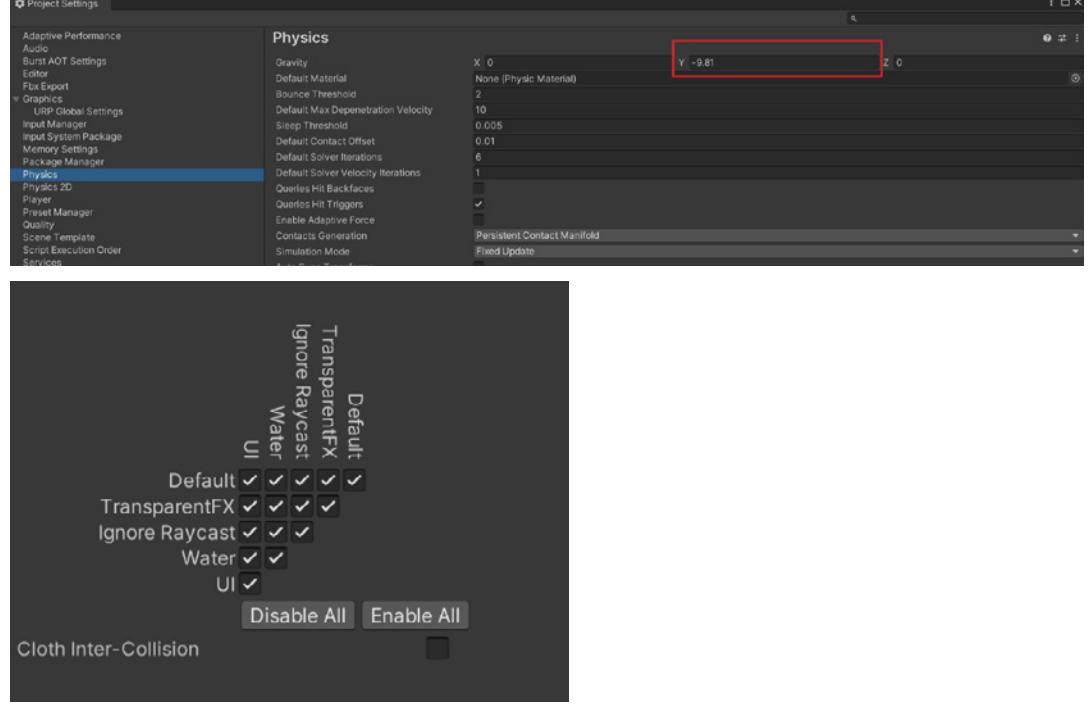 Project Settings
Adaptive Performance
Audio
Burst AOT Settings
Editor
Fbx Export
Graphics
URP Global Settings
Input Manager
Input System Package
Memory Settings
Package Manager
Physics
Physics 2D
Player
Preset Manager
Quality
Scene Template
Script Execution Order
Services
Physics
Gravity X 0 Y -9.81 Z 0
Default Material None (Physic Material)
Bounce Threshold 2
Default Max Depenetration Velocity 10
Sleep Threshold 0.005
Default Contact Offset 0.01
Default Solver Iterations 6
Default Solver Velocity Iterations 1
Queries Hit Backfaces
Queries Hit Triggers
Enable Adaptive Force
Contacts Generation Persistent Contact Manifold
Simulation Mode Fixed Update
UI
Water
Ignore Raycast
TransparentFX
Default
Default
TransparentFX
Ignore Raycast
Water
UI
Disable All Enable All
Cloth Inter-Collision